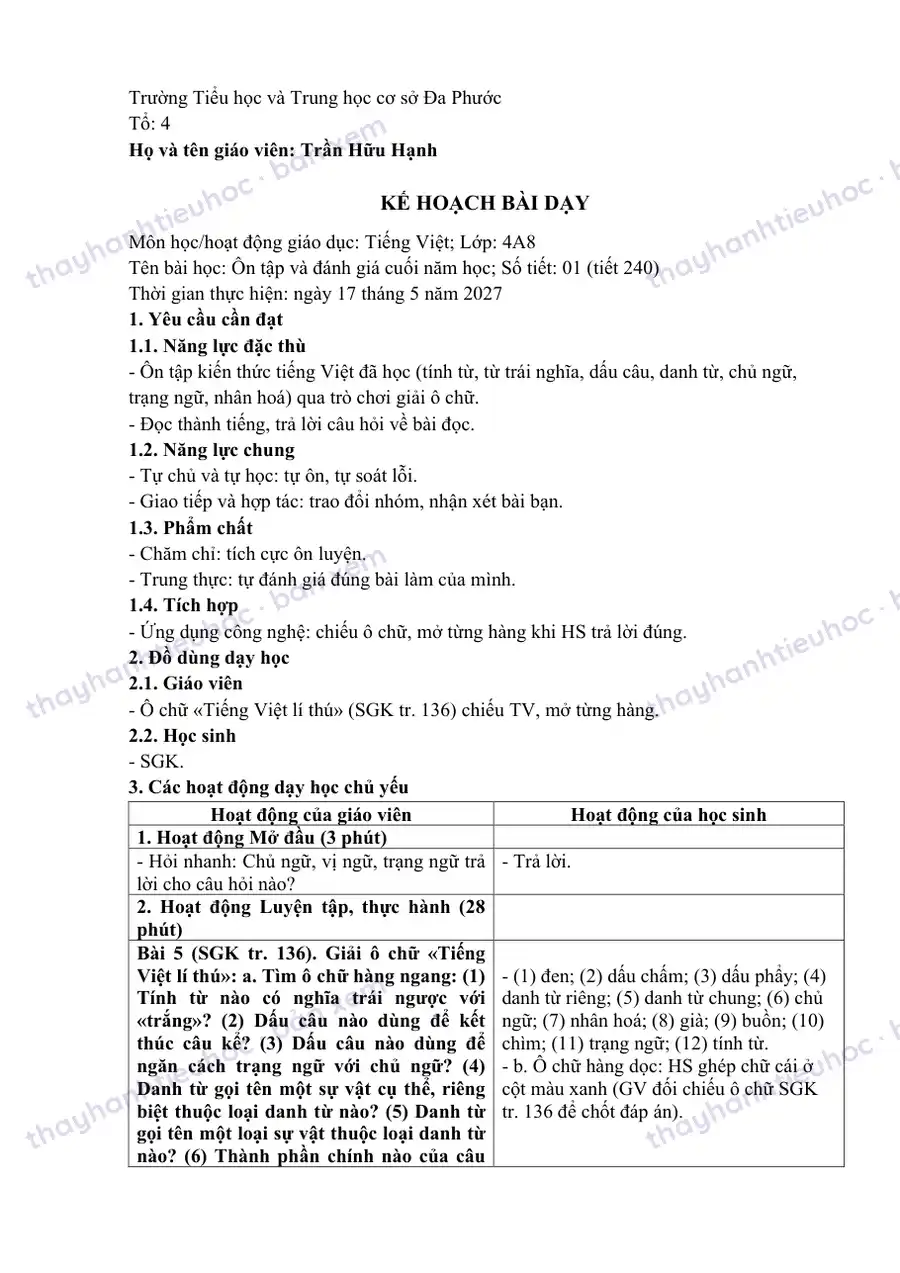 Trường Tiểu học và Trung học cơ sở Đa Phước
Tổ: 4
Họ và tên giáo viên: Trần Hữu Hạnh
KẾ HOẠCH BÀI DẠY
Môn học/hoạt động giáo dục: Tiếng Việt; Lớp: 4A8
Tên bài học: Ôn tập và đánh giá cuối năm học; Số tiết: 01 (tiết 240)
Thời gian thực hiện: ngày 17 tháng 5 năm 2027
1. Yêu cầu cần đạt
1.1. Năng lực đặc thù
- Ôn tập kiến thức tiếng Việt đã học (tính từ, từ trái nghĩa, dấu câu, danh từ, chủ ngữ,
trạng ngữ, nhân hoá) qua trò chơi giải ô chữ.
- Đọc thành tiếng, trả lời câu hỏi về bài đọc.
1.2. Năng lực chung
- Tự chủ và tự học: tự ôn, tự soát lỗi.
- Giao tiếp và hợp tác: trao đổi nhóm, nhận xét bài bạn.
1.3. Phẩm chất
- Chăm chỉ: tích cực ôn luyện.
- Trung thực: tự đánh giá đúng bài làm của mình.
1.4. Tích hợp
- Ứng dụng công nghệ: chiếu ô chữ, mở từng hàng khi HS trả lời đúng.
2. Đồ dùng dạy học
2.1. Giáo viên
- Ô chữ «Tiếng Việt lí thú» (SGK tr. 136) chiếu TV, mở từng hàng.
2.2. Học sinh
- SGK.
3. Các hoạt động dạy học chủ yếu
Hoạt động của giáo viên
Hoạt động của học sinh
1. Hoạt động Mở đầu (3 phút)
- Hỏi nhanh: Chủ ngữ, vị ngữ, trạng ngữ trả
lời cho câu hỏi nào?
- Trả lời.
2. Hoạt động Luyện tập, thực hành (28
phút)
Bài 5 (SGK tr. 136). Giải ô chữ «Tiếng
Việt lí thú»: a. Tìm ô chữ hàng ngang: (1)
Tính từ nào có nghĩa trái ngược với
«trắng»? (2) Dấu câu nào dùng để kết
thúc câu kể? (3) Dấu câu nào dùng để
ngăn cách trạng ngữ với chủ ngữ? (4)
Danh từ gọi tên một sự vật cụ thể, riêng
biệt thuộc loại danh từ nào? (5) Danh từ
gọi tên một loại sự vật thuộc loại danh từ
nào? (6) Thành phần chính nào của câu
- (1) đen; (2) dấu chấm; (3) dấu phẩy; (4)
danh từ riêng; (5) danh từ chung; (6) chủ
ngữ; (7) nhân hoá; (8) già; (9) buồn; (10)
chìm; (11) trạng ngữ; (12) tính từ.
- b. Ô chữ hàng dọc: HS ghép chữ cái ở
cột màu xanh (GV đối chiếu ô chữ SGK
tr. 136 để chốt đáp án).
thayhanhtieuhoc · bản xem
thayhanhtieuhoc · b
thayhanhtieuhoc · bản xem
thayhanhtieuhoc · b
thayhanhtieuhoc · bản xem
thayhanhtieuhoc · b